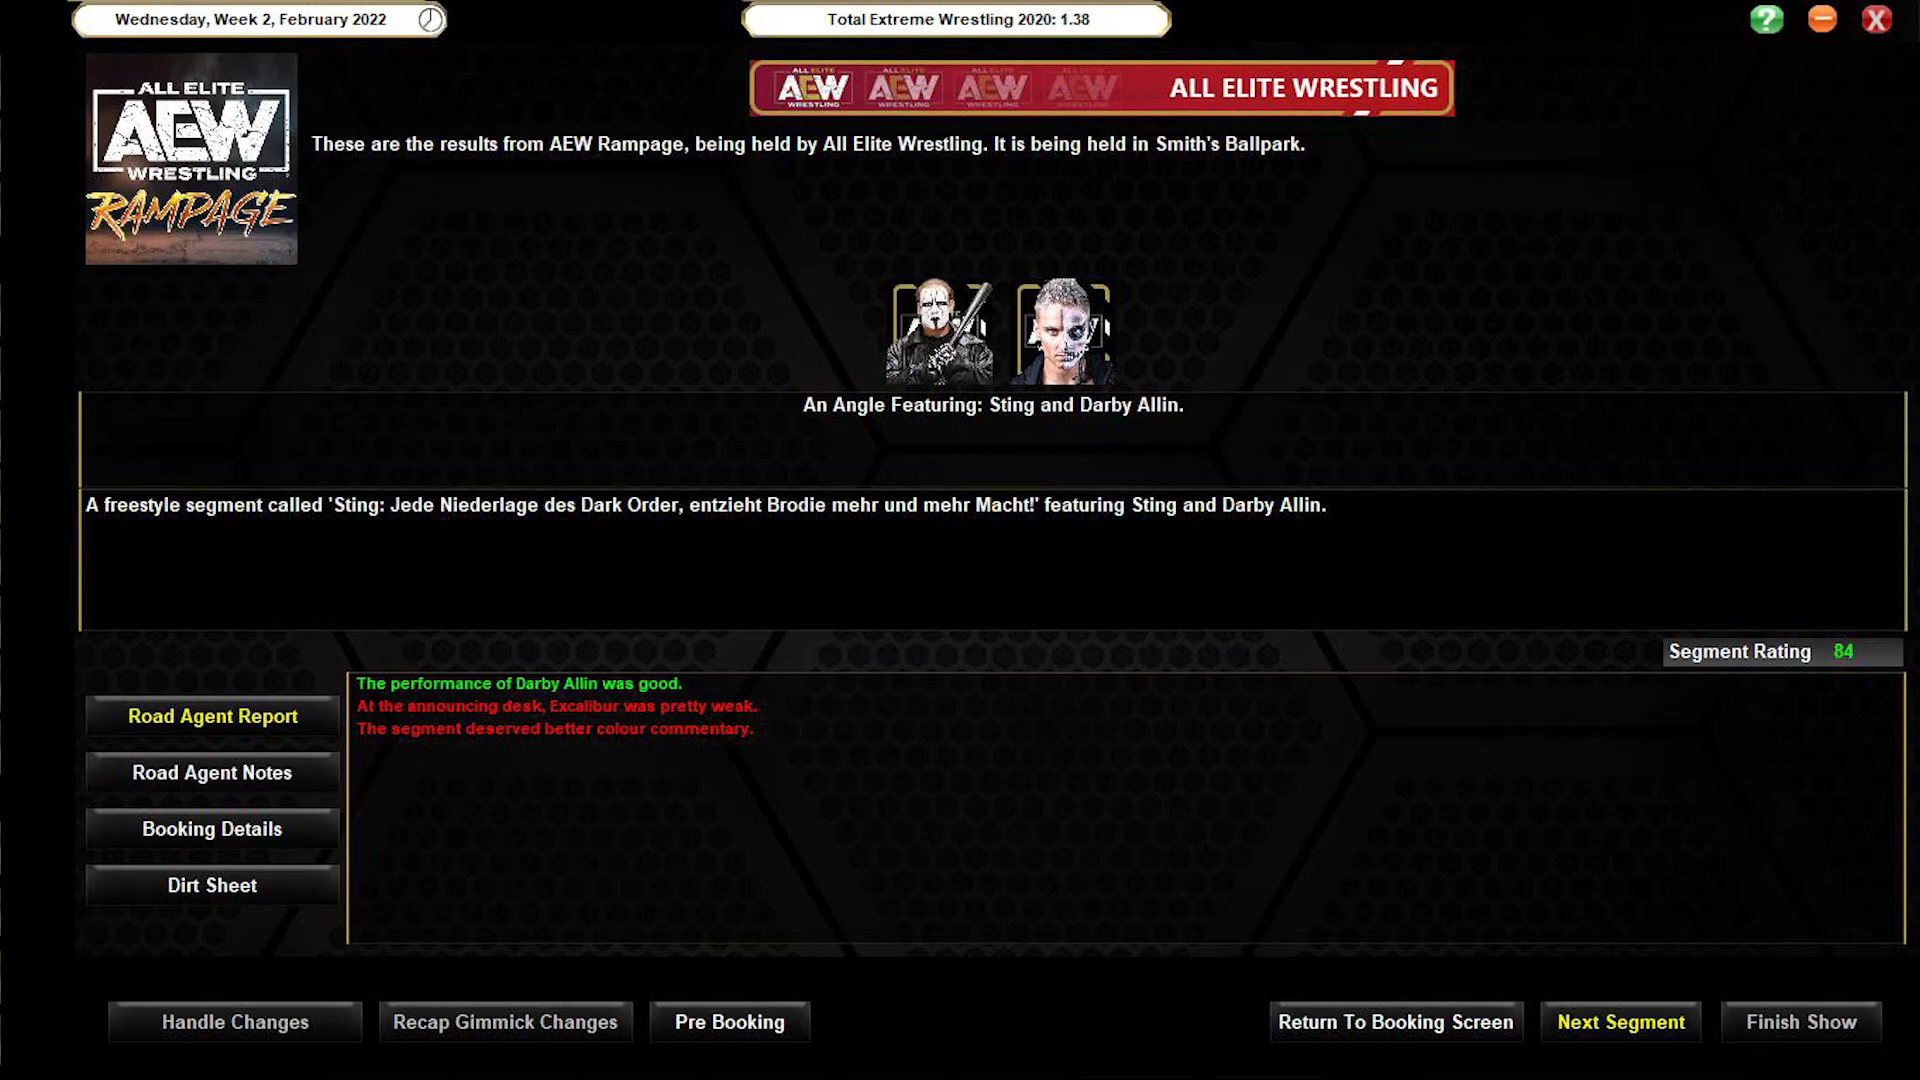 Wednesday, Week 2, February 2022
Total Extreme Wrestling 2020: 1.38
ALL ELITE
AEW
WRESTLING
RAMPAGE
ALL ELITE WRESTLING
These are the results from AEW Rampage, being held by All Elite Wrestling. It is being held in Smith's Ballpark.
An Angle Featuring: Sting and Darby Allin.
A freestyle segment called 'Sting: Jede Niederlage des Dark Order, entzieht Brodie mehr und mehr Macht!' featuring Sting and Darby Allin.
Segment Rating 84
The performance of Darby Allin was good.
At the announcing desk, Excalibur was pretty weak.
The segment deserved better colour commentary.
Road Agent Report
Road Agent Notes
Booking Details
Dirt Sheet
Handle Changes
Recap Gimmick Changes
Pre Booking
Return To Booking Screen
Next Segment
Finish Show